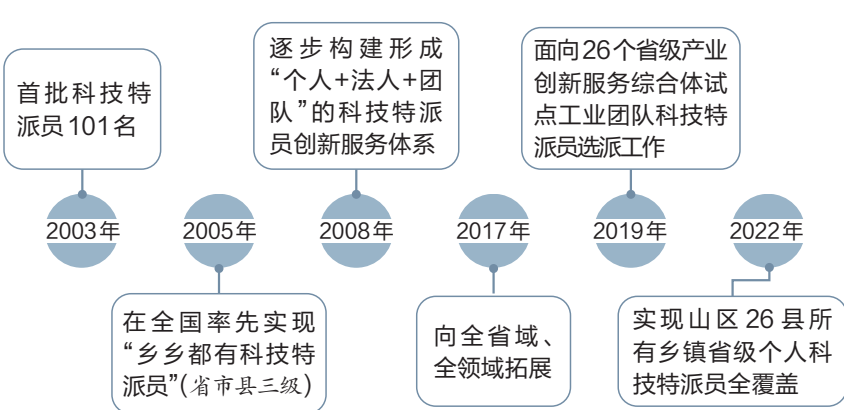 首批科技特
派员101名
2003年
在全国率先实现
“乡乡都有科技特
派员”(省市县三级)
2005年
逐步构建形成
“个人+法人+团
队”的科技特派
员创新服务体系
2008年
向全省域、
全领域拓展
2017年
面向26个省级产业
创新服务综合体试
点工业团队科技特
派员选派工作
2019年
实现山区26县所
有乡镇省级个人科
技特派员全覆盖
2022年